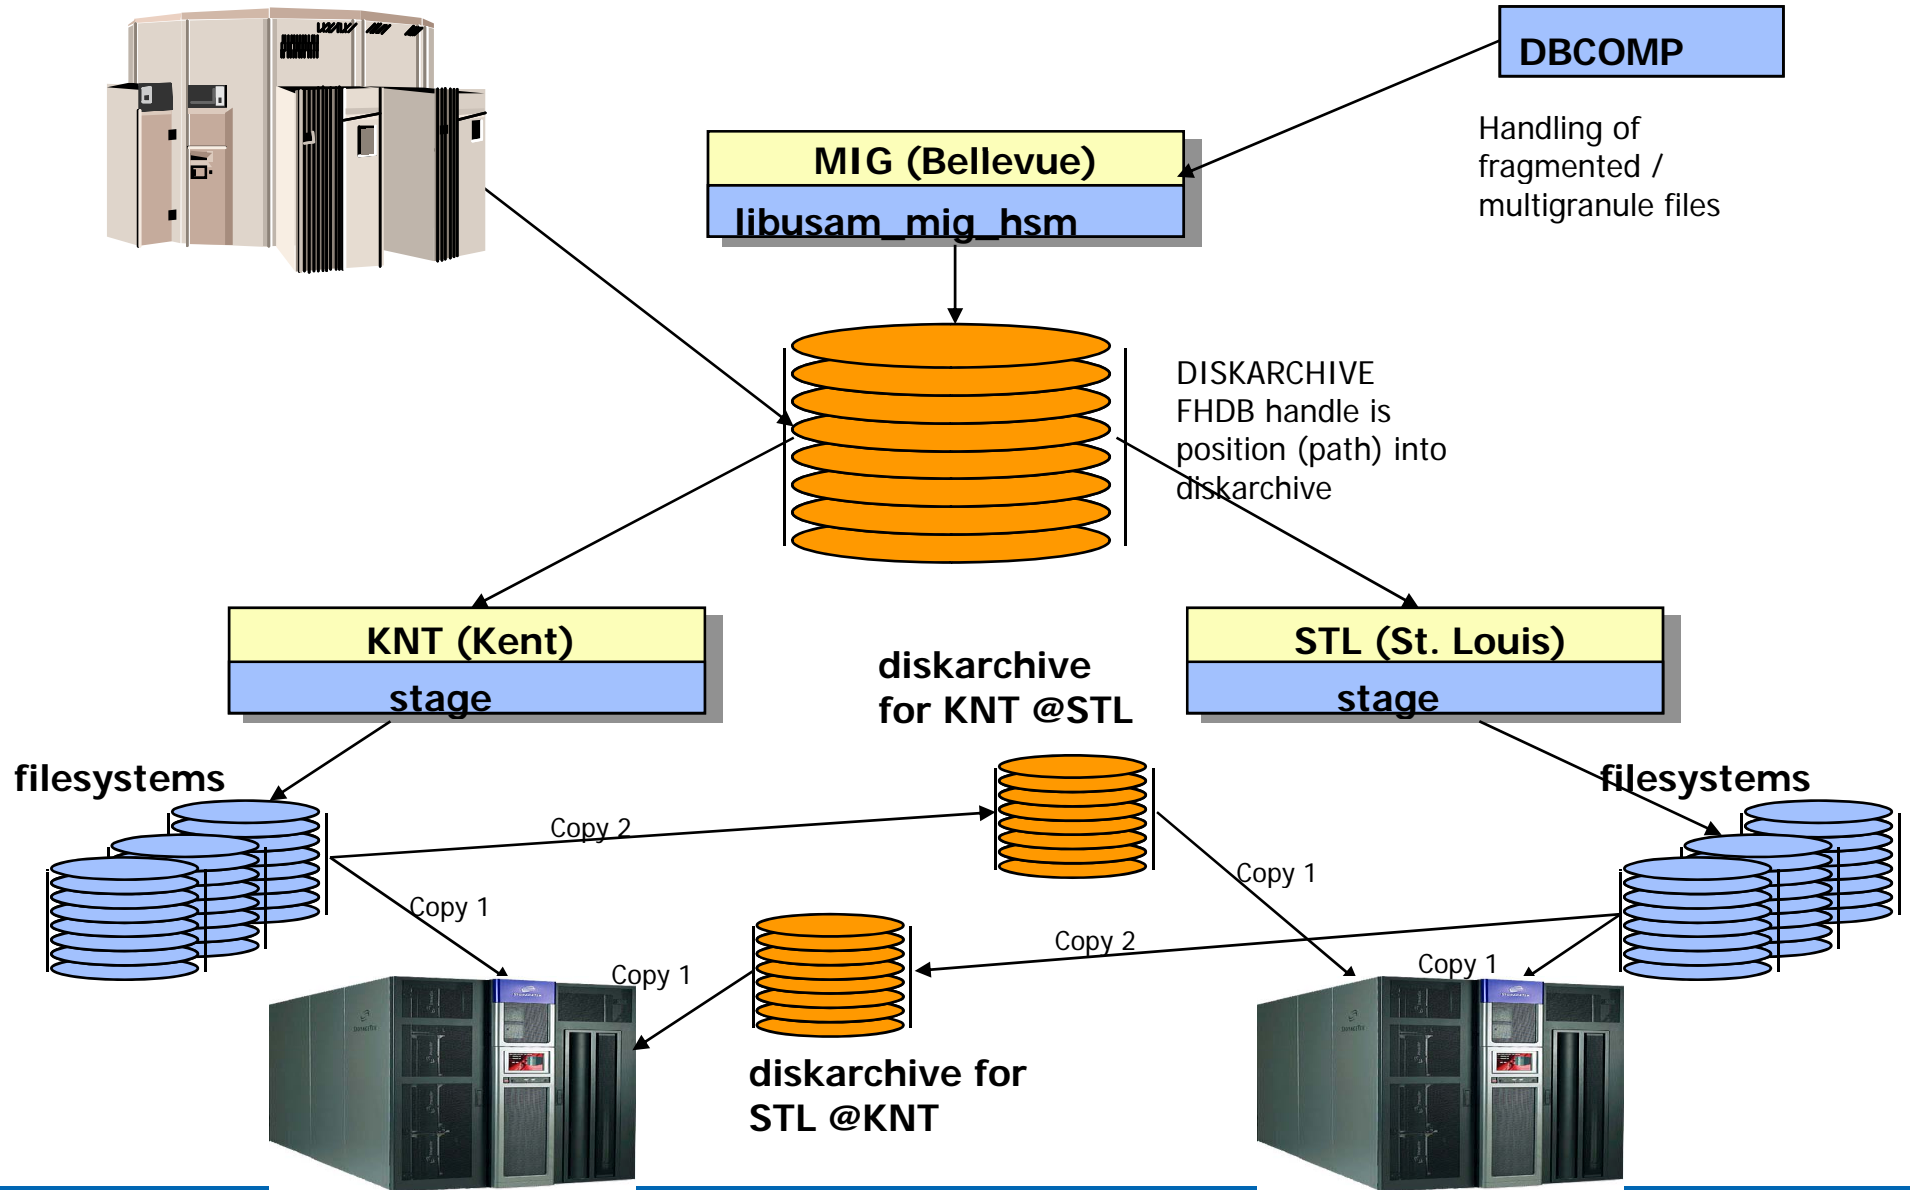 DBCOMP
Handling of
fragmented /
multigranule files
MIG (Bellevue)
libusam_mig_hsm
DISKARCHIVE
FHDB handle is
position (path) into
diskarchive
KNT (Kent)
stage
STL (St. Louis)
stage
diskarchive
for KNT @STL
filesystems
filesystems
Copy 2
Copy 1
Copy 1
Copy 2
Copy 1
Copy 1
diskarchive for
STL @KNT